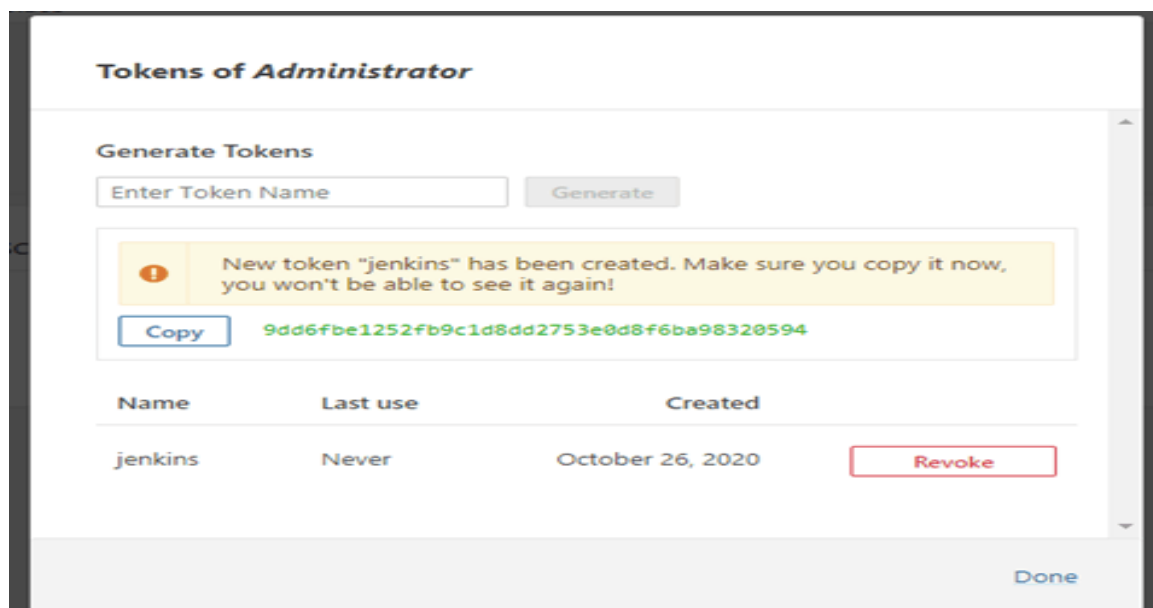 Tokens of Administrator
Generate Tokens
Enter Token Name
Generate
New token "jenkins" has been created. Make sure you copy it now,
you won't be able to see it again!
Copy 9dd6fbe1252fb9c1d8dd2753e0d8f6ba98320594
Name Last use Created
jenkins Never October 26, 2020 Revoke
Done